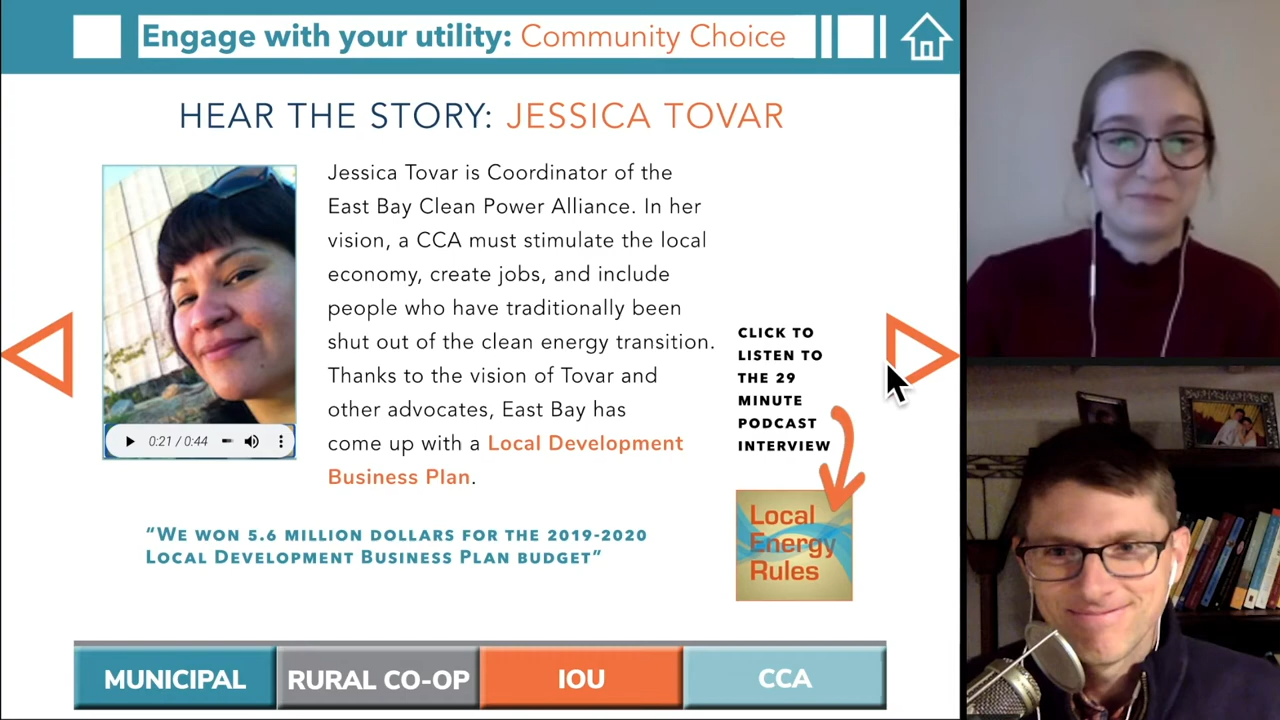 Engage with your utility: Community Choice
HEAR THE STORY: JESSICA TOVAR
Jessica Tovar is Coordinator of the
East Bay Clean Power Alliance. In her
vision, a CCA must stimulate the local
economy, create jobs, and include
people who have traditionally been
shut out of the clean energy transition.
Thanks to the vision of Tovar and
other advocates, East Bay has
come up with a Local Development
Business Plan.
0:21 / 0:44
"WE WON 5.6 MILLION DOLLARS FOR THE 2019-2020
LOCAL DEVELOPMENT BUSINESS PLAN BUDGET"
CLICK TO
LISTEN TO
THE 29
MINUTE
PODCAST
INTERVIEW
Local
Energy
Rules
MUNICIPAL
RURAL CO-OP
IOU
CCA